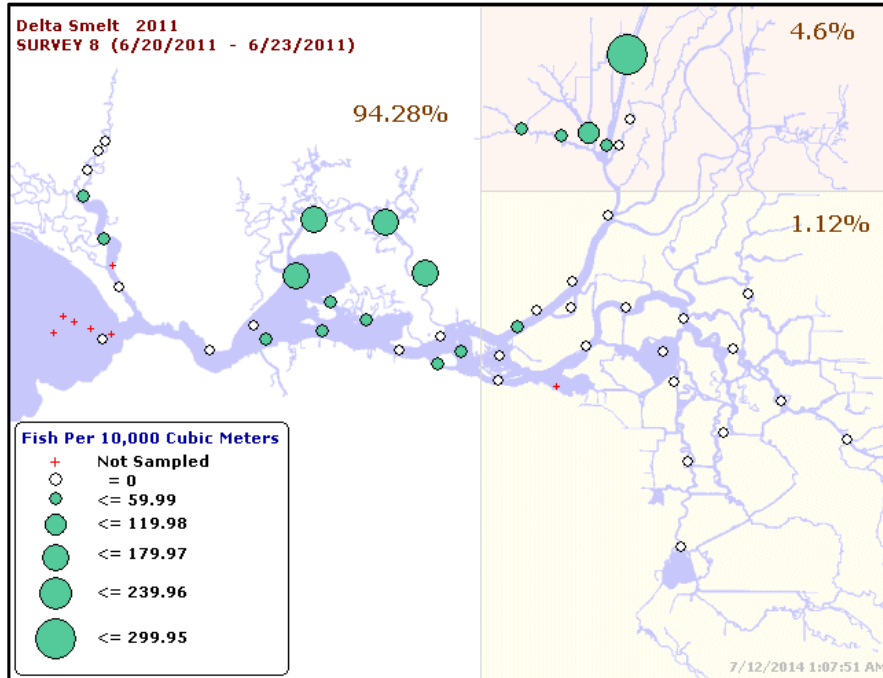 Delta Smelt 2011
SURVEY 8 (6/20/2011 - 6/23/2011)
94.28%
4.6%
1.12%
Fish Per 10,000 Cubic Meters
Not Sampled
= 0
<= 59.99
<= 119.98
<= 179.97
<= 239.96
<= 299.95
7/12/2014 1:07:51 AM